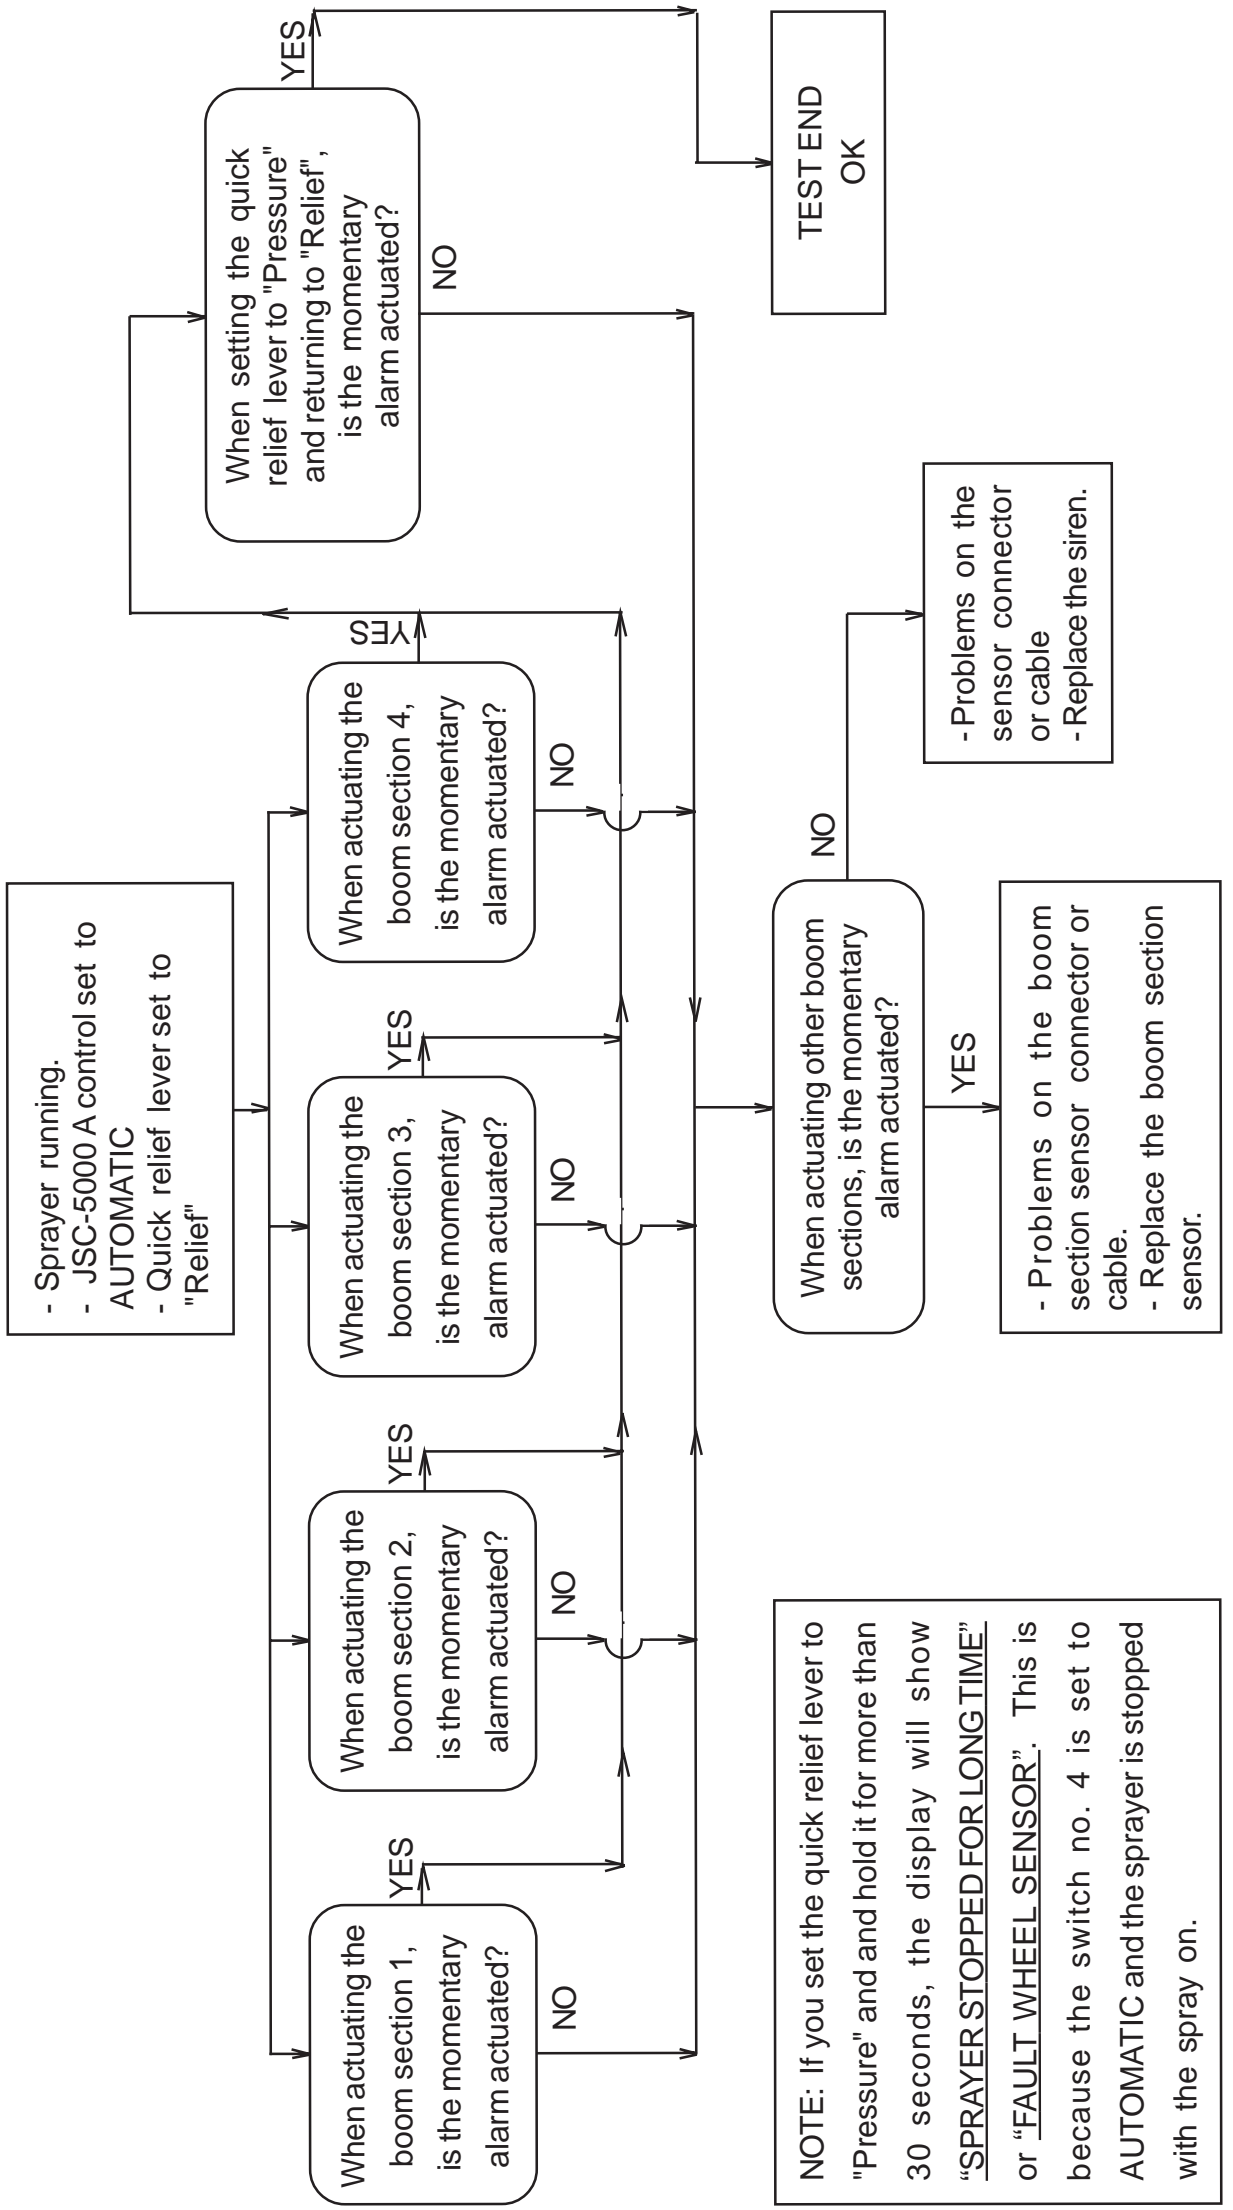 - Sprayer running.
- JSC-5000 A control set to
AUTOMATIC
- Quick relief lever set to
"Relief"
When actuating the
boom section 1,
is the momentary
alarm actuated?
YES
NO
When actuating the
boom section 2,
is the momentary
alarm actuated?
YES
NO
When actuating the
boom section 3,
is the momentary
alarm actuated?
YES
NO
When actuating the
boom section 4,
is the momentary
alarm actuated?
YES
NO
When setting the quick
relief lever to "Pressure"
and returning to "Relief",
is the momentary
alarm actuated?
YES
NO
TEST END
OK
When actuating other boom
sections, is the momentary
alarm actuated?
NO
YES
- Problems on the
sensor connector
or cable
- Replace the siren.
- Problems on the boom
section sensor connector or
cable.
- Replace the boom section
sensor.
NOTE: If you set the quick relief lever to
"Pressure" and and hold it for more than
30 seconds, the display will show
“SPRAYER STOPPED FOR LONG TIME”
or “FAULT WHEEL SENSOR”. This is
because the switch no. 4 is set to
AUTOMATIC and the sprayer is stopped
with the spray on.